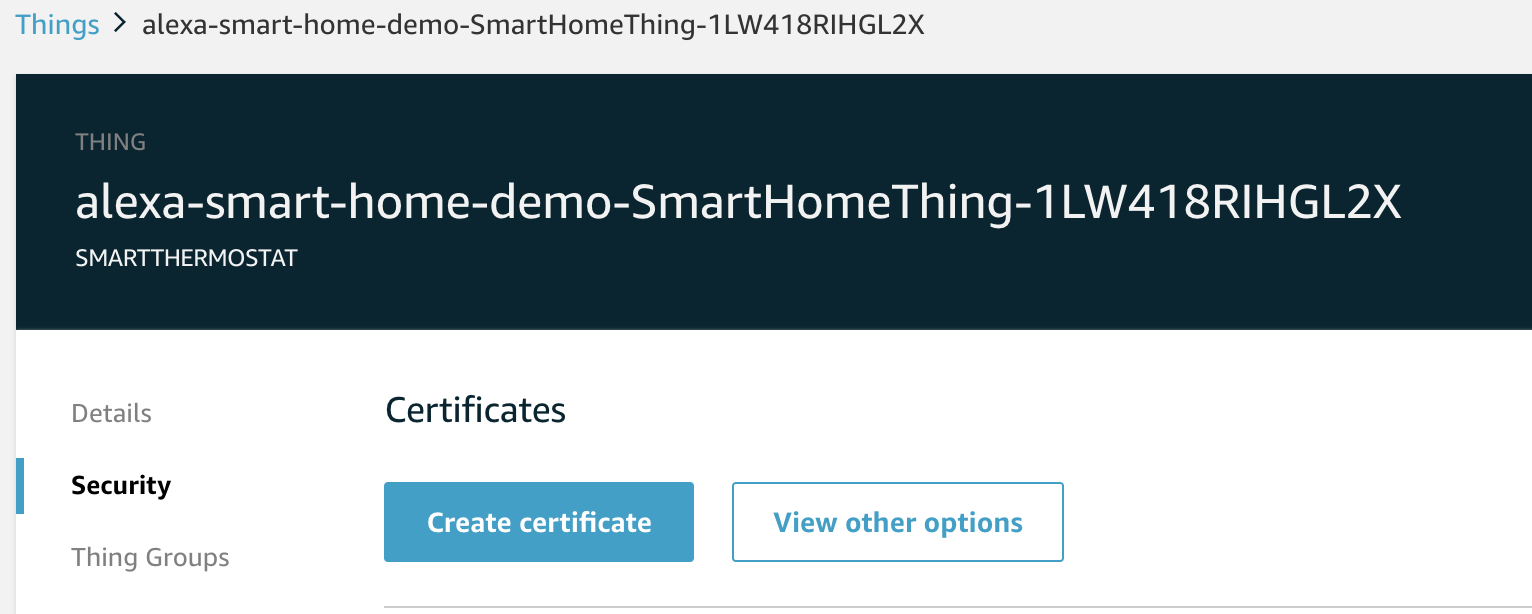 Things > alexa-smart-home-demo-SmartHomeThing-1LW418RIHGL2X
THING
alexa-smart-home-demo-SmartHomeThing-1LW418RIHGL2X
SMARTTHERMOSTAT
Details
Certificates
Security
Create certificate View other options
Thing Groups